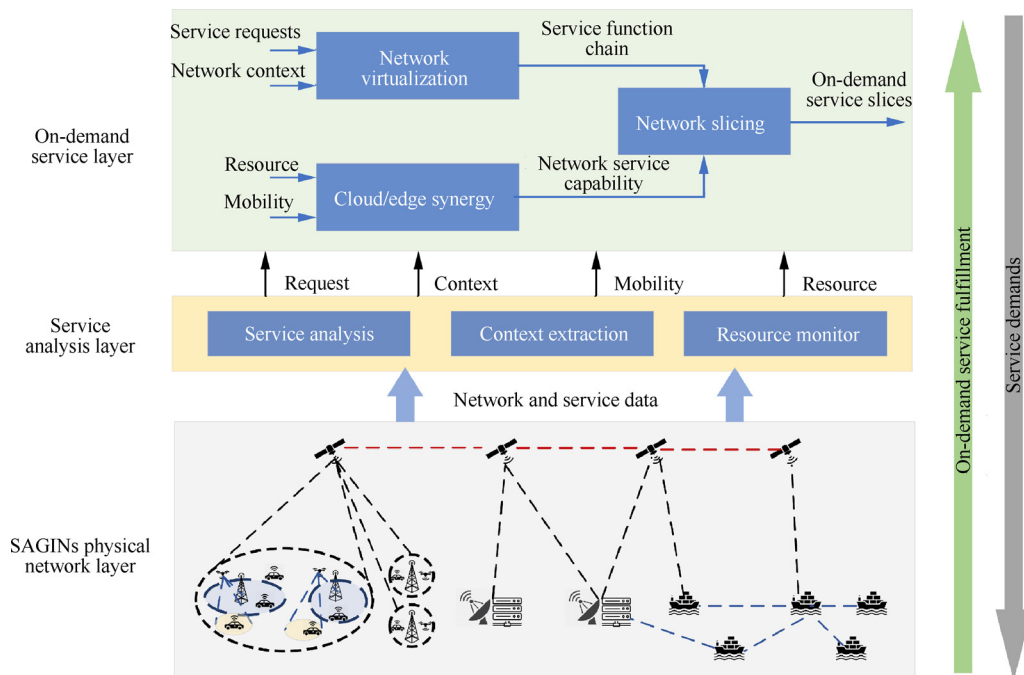 Service requests
Network context
Network
virtualization
Service function
chain
On-demand
service slices
Network slicing
On-demand
service layer
Resource
Mobility
Cloud/edge synergy
Network service
capability
Request
Context
Mobility
Resource
Service
analysis layer
Service analysis
Context extraction
Resource monitor
Network and service data
SAGINs physical
network layer
On-demand service fulfillment
Service demands